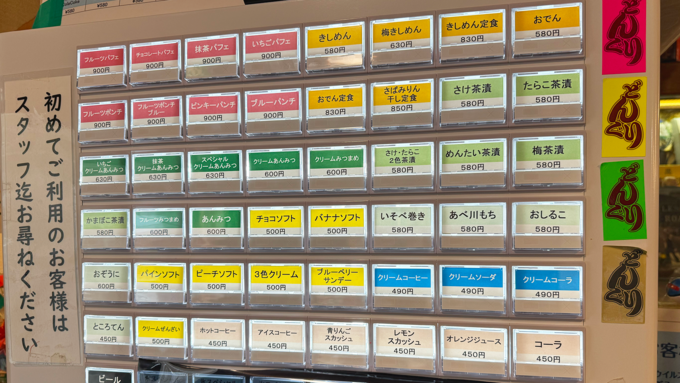 初めてご利用のお客様は
スタッフ迄お尋ねください
フルーツパフェ
900円
チョコレートパフェ
900円
抹茶パフェ
900円
いちごパフェ
900円
きしめん
580円
梅きしめん
630円
きしめん定食
830円
おでん
580円
フルーツポンチ
900円
フルーツポンチ
ブルー
900円
ピンキーパンチ
900円
ブルーパンチ
900円
おでん定食
830円
さばみりん
干し定食
850円
さけ茶漬
580円
たらこ茶漬
580円
いちご
クリームあんみつ
630円
抹茶
クリームあんみつ
630円
スペシャル
クリームあんみつ
630円
クリームあんみつ
600円
クリームみつまめ
600円
さけ・たらこ
2色茶漬
580円
めんたい茶漬
580円
梅茶漬
580円
かまぼこ茶漬
580円
フルーツみつまめ
600円
あんみつ
600円
チョコソフト
500円
バナナソフト
500円
いそべ巻き
580円
あべ川もち
580円
おしるこ
580円
おぞうに
600円
パインソフト
500円
ピーチソフト
500円
3色クリーム
500円
ブルーベリー
サンデー
500円
クリームコーヒー
490円
クリームソーダ
490円
クリームコーラ
490円
ところてん
450円
クリームぜんざい
500円
ホットコーヒー
450円
アイスコーヒー
450円
青りんご
スカッシュ
450円
レモン
スカッシュ
450円
オレンジジュース
450円
コーラ
450円
ビール
どんぐり
どんぐり
どんぐり
どんぐり